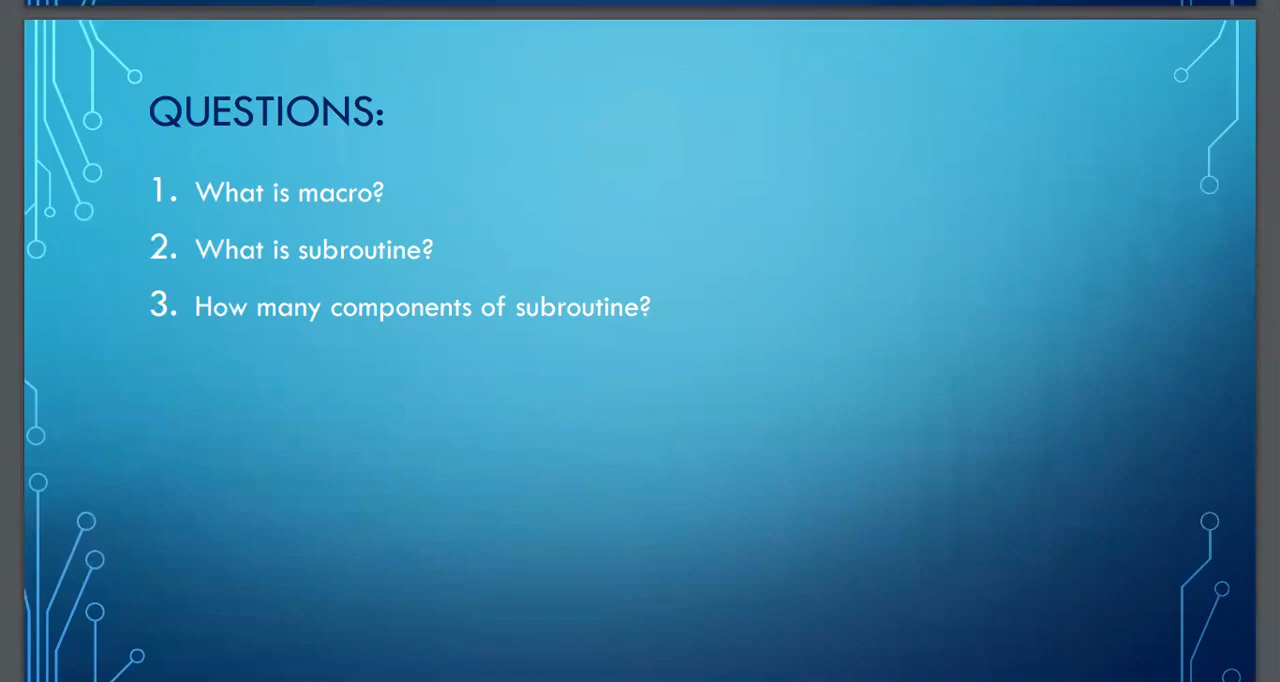 QUESTIONS:
1. What is macro?
2. What is subroutine?
3. How many components of subroutine?